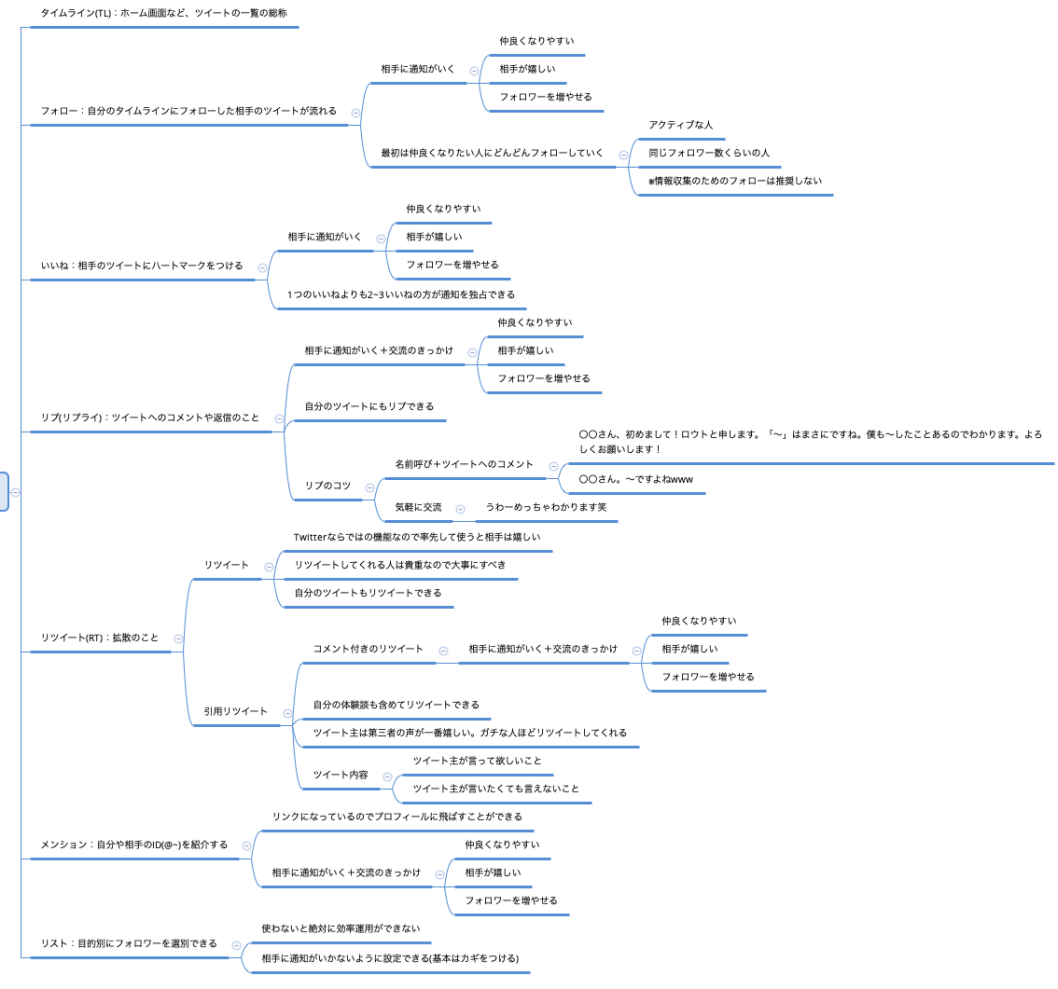 タイムライン(TL)：ホーム画面など、ツイートの一覧の総称
フォロー：自分のタイムラインにフォローした相手のツイートが流れる
相手に通知がいく
仲良くなりやすい
相手が嬉しい
フォロワーを増やせる
最初は仲良くなりたい人にどんどんフォローしていく
アクティブな人
同じフォロワー数くらいの人
※情報収集のためのフォローは推奨しない
いいね：相手のツイートにハートマークをつける
相手に通知がいく
仲良くなりやすい
相手が嬉しい
フォロワーを増やせる
1つのいいねよりも2~3いいねの方が通知を独占できる
リプ(リプライ)：ツイートへのコメントや返信のこと
相手に通知がいく＋交流のきっかけ
仲良くなりやすい
相手が嬉しい
フォロワーを増やせる
自分のツイートにもリプできる
リプのコツ
名前呼び＋ツイートへのコメント
〇〇さん、初めまして！ロウトと申します。「〜」はまさにですね。僕も〜したことあるのでわかります。よろ
しくお願いします！
〇〇さん。〜ですよねwww
気軽に交流
うわーめっちゃわかります笑
リツイート(RT)：拡散のこと
リツイート
Twitterならではの機能なので率先して使うと相手は嬉しい
リツイートしてくれる人は貴重なので大事にすべき
自分のツイートもリツイートできる
引用リツイート
コメント付きのリツイート
相手に通知がいく＋交流のきっかけ
仲良くなりやすい
相手が嬉しい
フォロワーを増やせる
自分の体験談も含めてリツイートできる
ツイート主は第三者の声が一番嬉しい。ガチな人ほどリツイートしてくれる
ツイート内容
ツイート主が言って欲しいこと
ツイート主が言いたくても言えないこと
メンション：自分や相手のID(@~)を紹介する
リンクになっているのでプロフィールに飛ばすことができる
相手に通知がいく＋交流のきっかけ
仲良くなりやすい
相手が嬉しい
フォロワーを増やせる
リスト：目的別にフォロワーを選別できる
使わないと絶対に効率運用ができない
相手に通知がいかないように設定できる(基本はカギをつける)